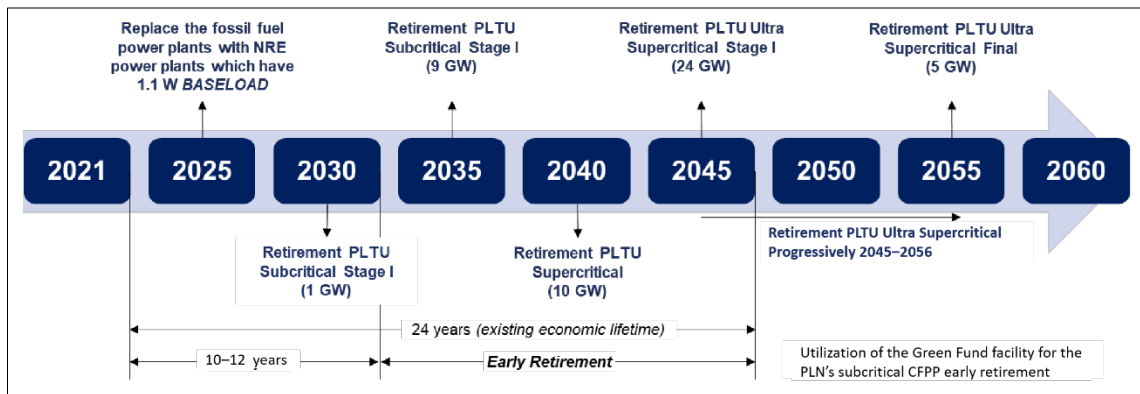 Replace the fossil fuel
power plants with NRE
power plants which have
1.1 W BASELOAD
Retirement PTU
Subcritical Stage I
(9 GW)
Retirement PLTU Ultra
Supercritical Stage I
(24 GW)
Retirement PLTU Ultra
Supercritical Final
(5 GW)
2021
2025
2030
2035
2040
2045
2050
2055
2060
Retirement PLTU
Subcritical Stage I
(1 GW)
Retirement PLTU
Supercritical
(10 GW)
Retirement PLTU Ultra Supercritical
Progressively 2045–2056
24 years (existing economic lifetime)
10–12 years
Early Retirement
Utilization of the Green Fund facility for the
PLN's subcritical CFPP early retirement